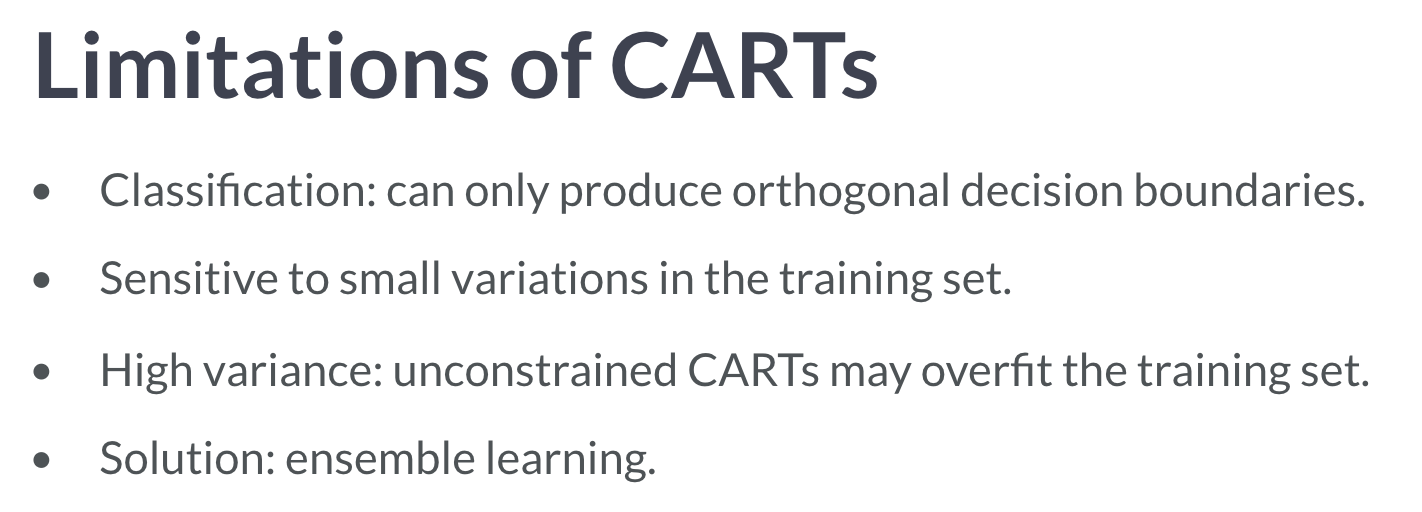 Limitations of CARTs
• Classification: can only produce orthogonal decision boundaries.
• Sensitive to small variations in the training set.
• High variance: unconstrained CARTs may overfit the training set.
• Solution: ensemble learning.